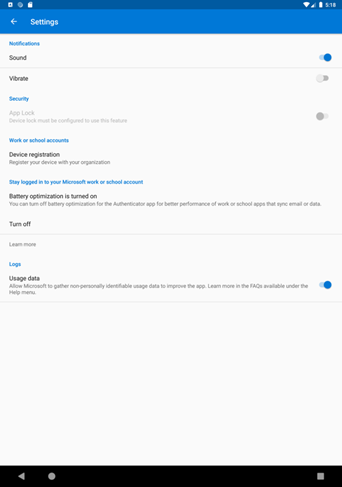 5:18
Settings
Notifications
Sound
Vibrate
Security
App Lock
Device lock must be configured to use this feature
Work or school accounts
Device registration
Register your device with your organization
Stay logged in to your Microsoft work or school account
Battery optimization is turned on
You can turn off battery optimization for the Authenticator app for better performance of work or school apps that sync email or data.
Turn off
Learn more
Logs
Usage data
Allow Microsoft to gather non-personally identifiable usage data to improve the app. Learn more in the FAQs available under the
Help menu.